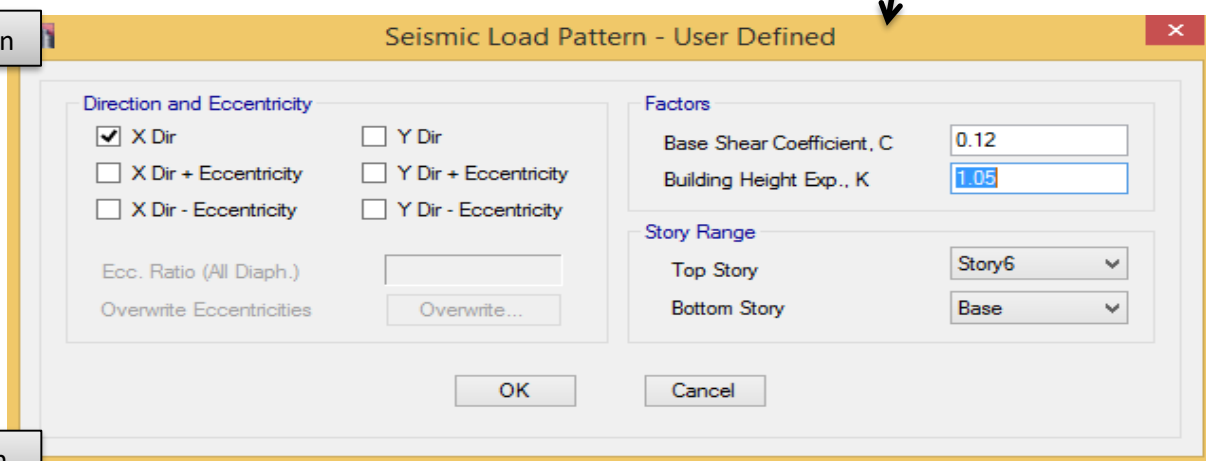 n
Seismic Load Pattern - User Defined
Direction and Eccentricity
X Dir
Y Dir
X Dir + Eccentricity
Y Dir + Eccentricity
X Dir - Eccentricity
Y Dir - Eccentricity
Ecc. Ratio (All Diaph.)
Overwrite Eccentricities
Overwrite...
Factors
Base Shear Coefficient, C
0.12
Building Height Exp., K
1.05
Story Range
Top Story
Story6
Bottom Story
Base
OK
Cancel